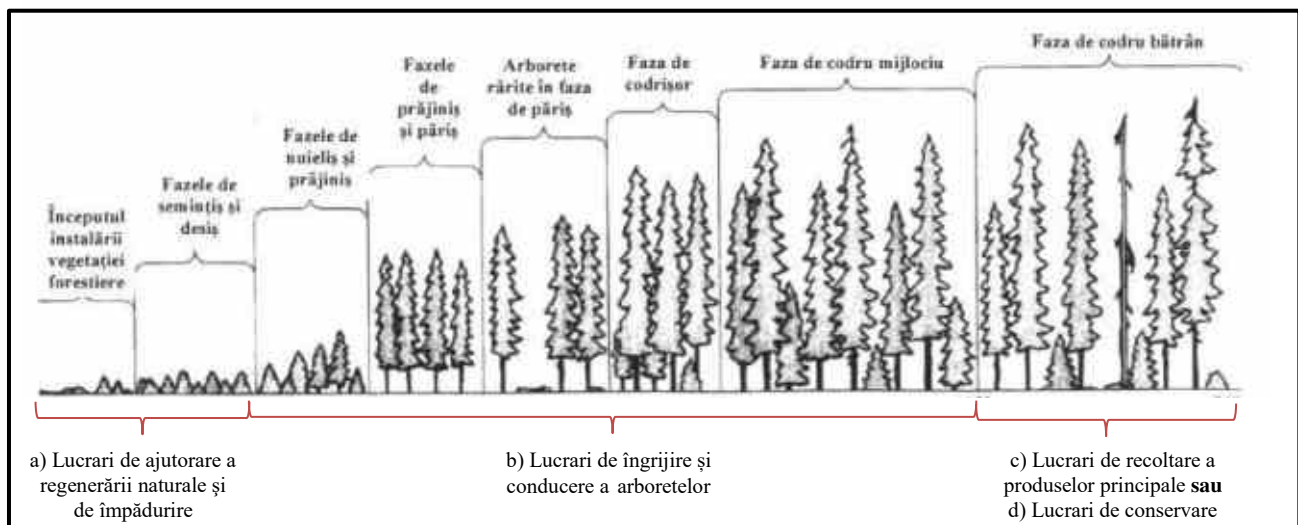 Începutul
instalării
vegetației
forestiere
Fazele de
semințiș și
desiș
Fazele de
nuieliș și
prăjiniș
Fazele
de
prăjiniș
și păriș
Arborete
rărite în faza
de păriș
Faza de
codrișor
Faza de codru mijlociu
Faza de codru bătrân
a) Lucrari de ajutorare a
regenerării naturale şi
de împădurire
b) Lucrari de îngrijire și
conducere a arboretelor
c) Lucrari de recoltare a
produselor principale sau
d) Lucrari de conservare